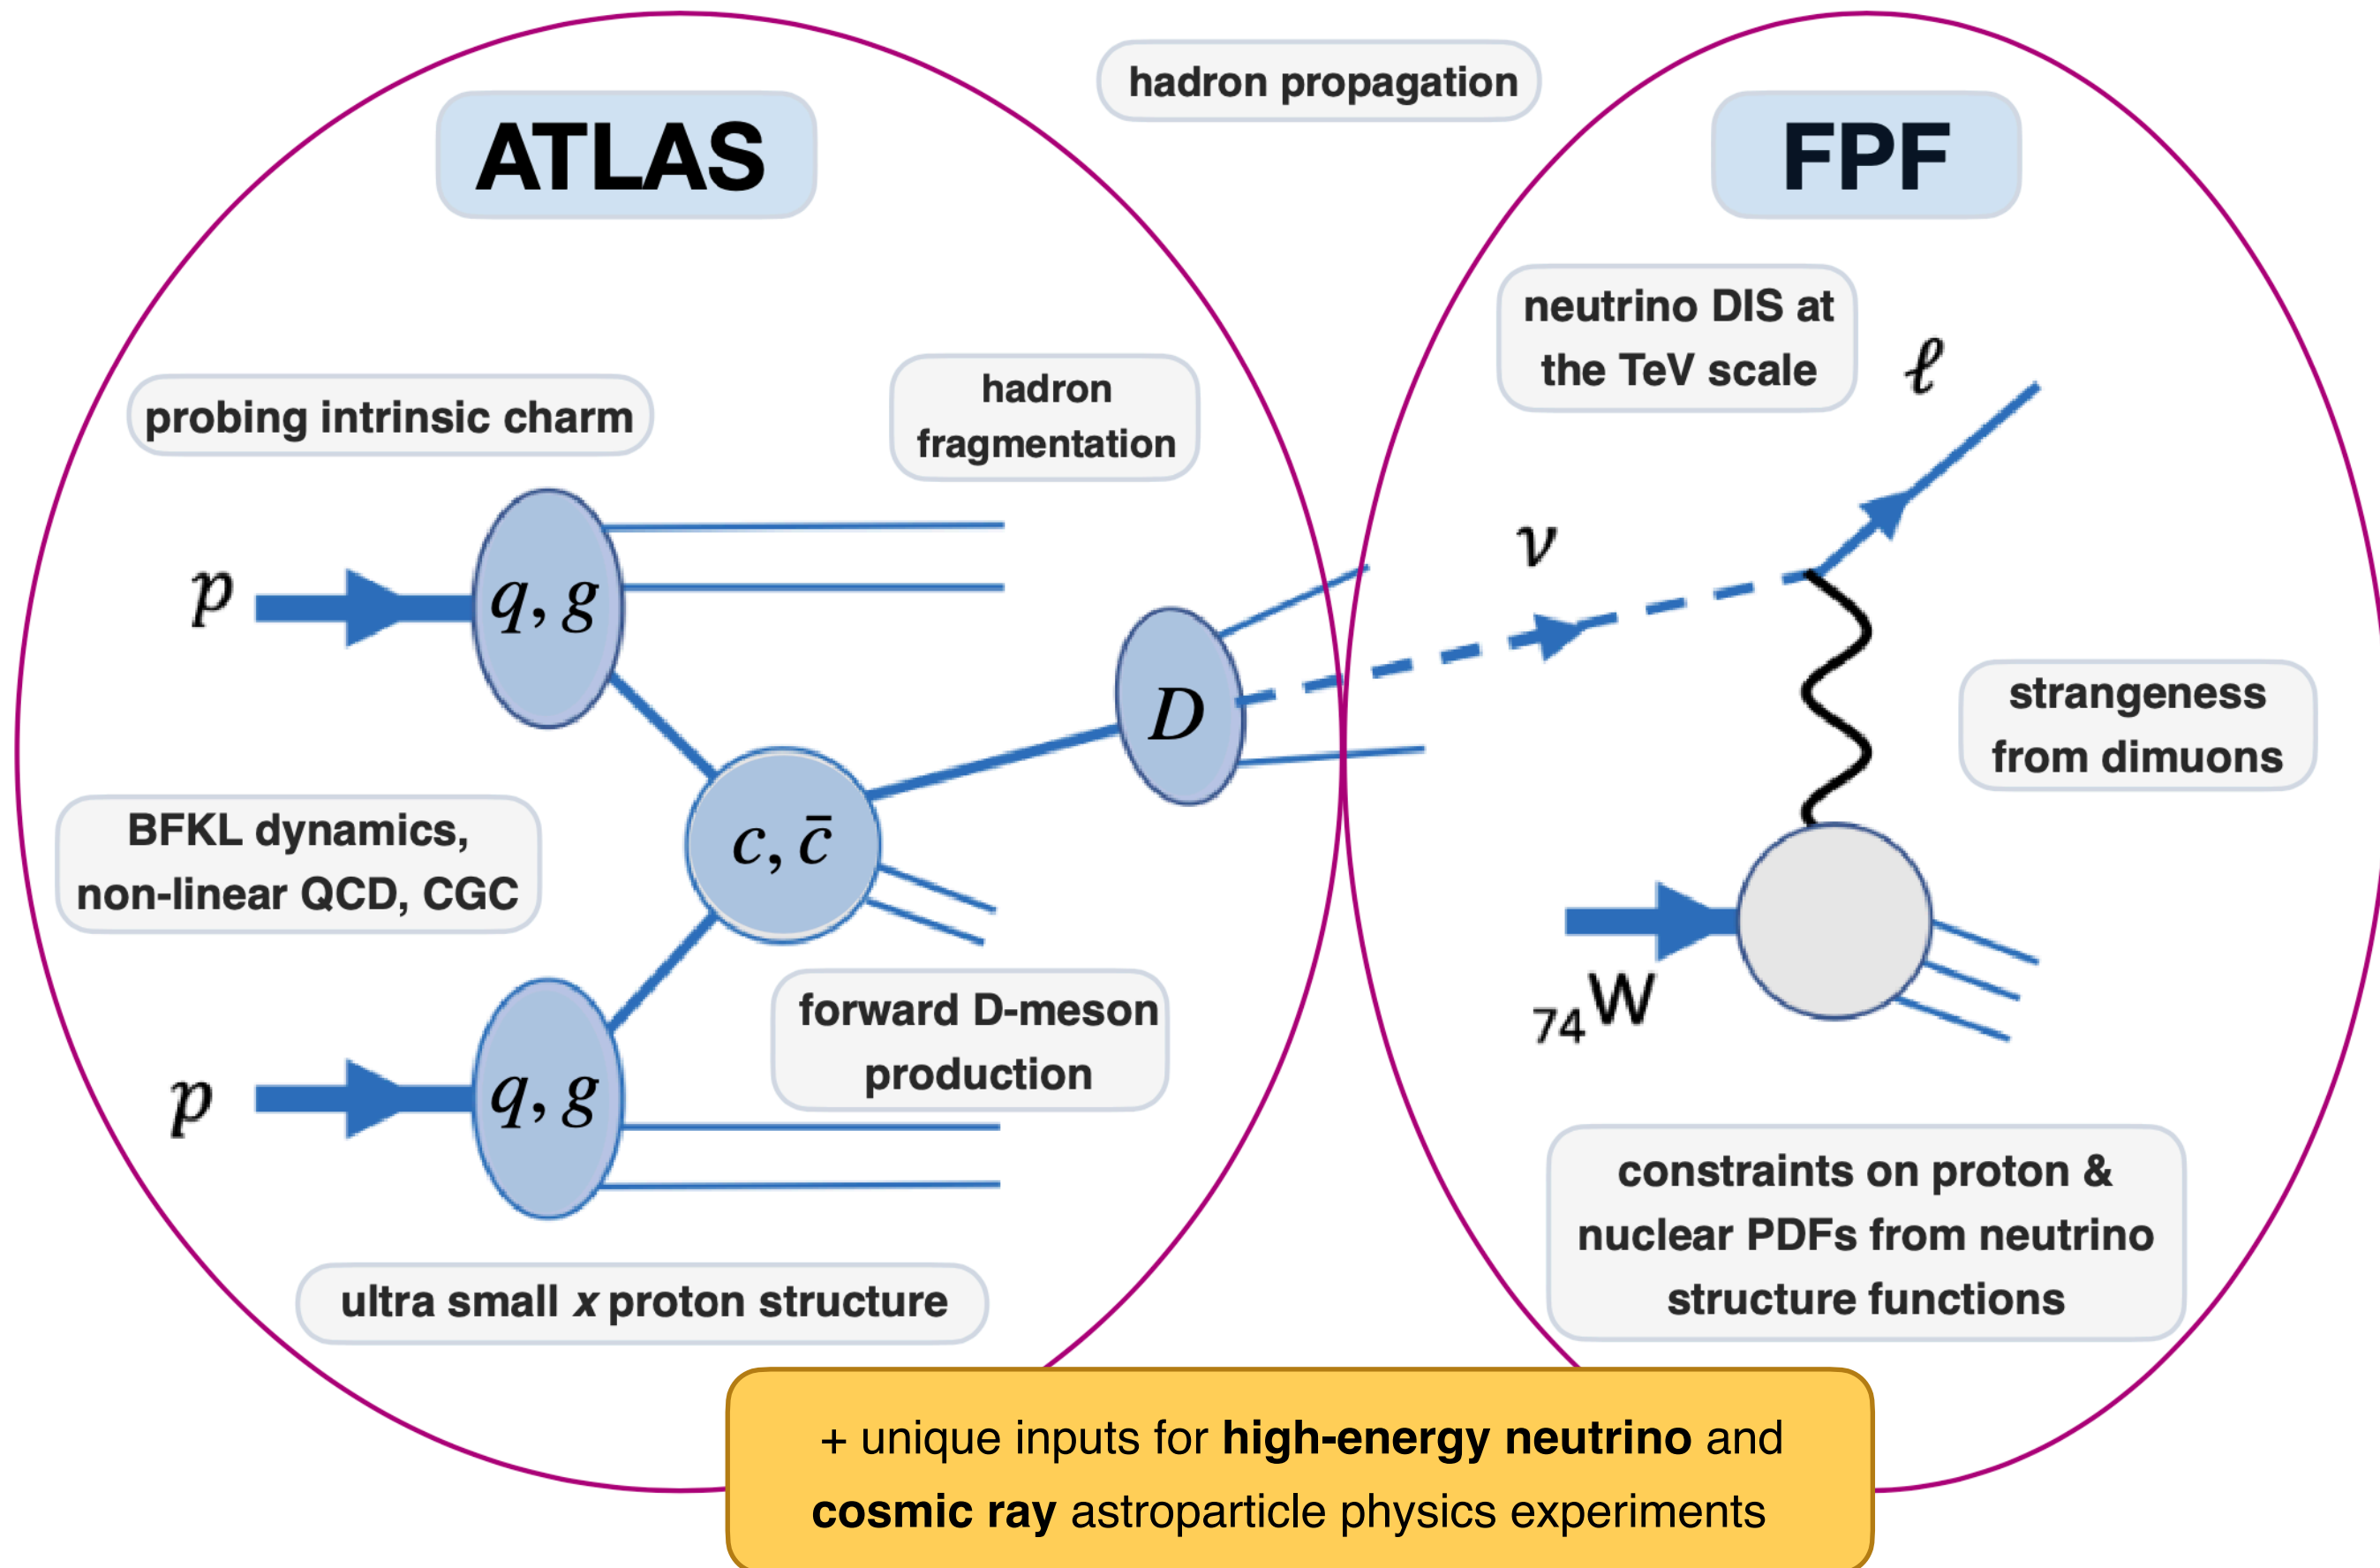 ATLAS
hadron propagation
FPF
probing intrinsic charm
hadron
fragmentation
neutrino DIS at
the TeV scale
ℓ
p
q, g
ν
D
strangeness
from dimuons
BFKL dynamics,
non-linear QCD, CGC
c, c̄
₇₄W
forward D-meson
production
p
q, g
constraints on proton &
nuclear PDFs from neutrino
structure functions
ultra small x proton structure
+ unique inputs for high-energy neutrino and
cosmic ray astroparticle physics experiments